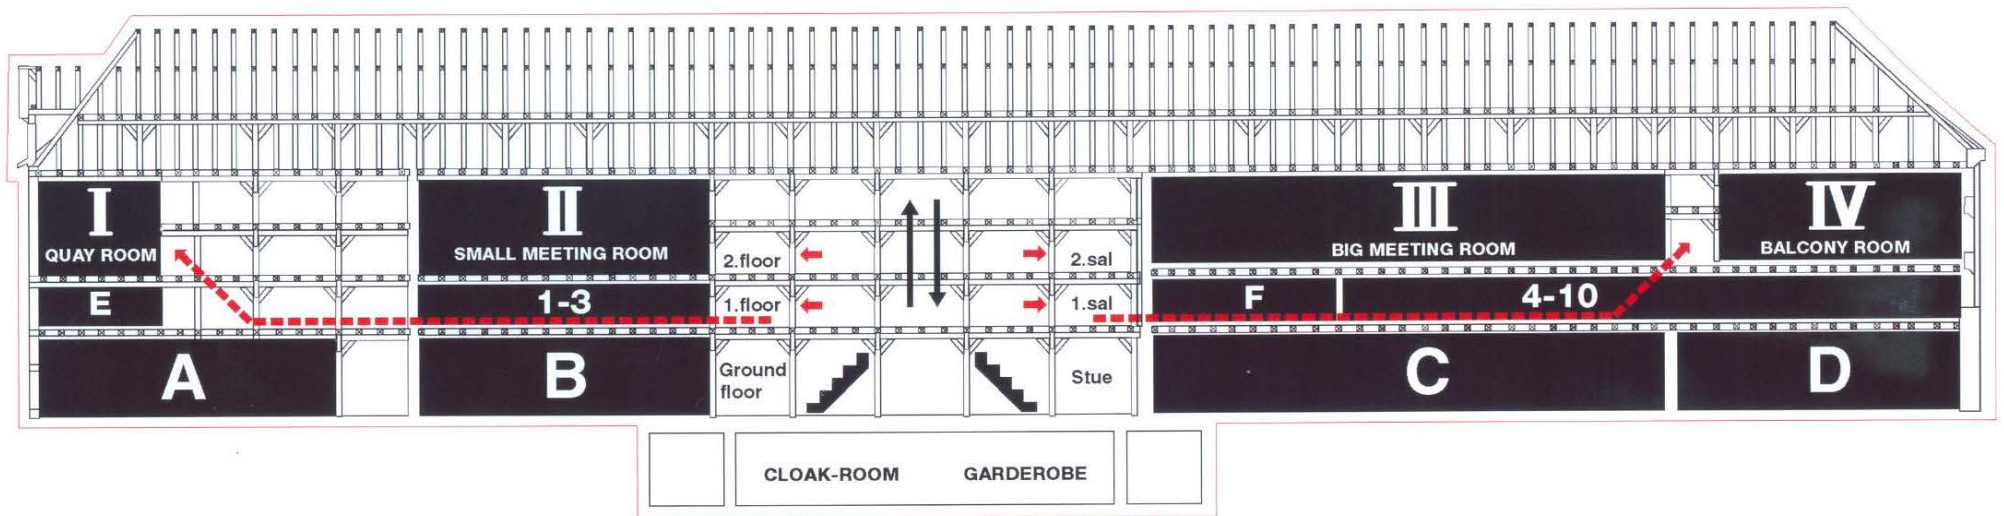 I
QUAY ROOM
II
SMALL MEETING ROOM
III
BIG MEETING ROOM
IV
BALCONY ROOM
2.floor
2.sal
E
1-3
1.floor
1.sal
F
4-10
A
B
Ground
floor
Stue
C
D
CLOAK-ROOM
GARDEROBE